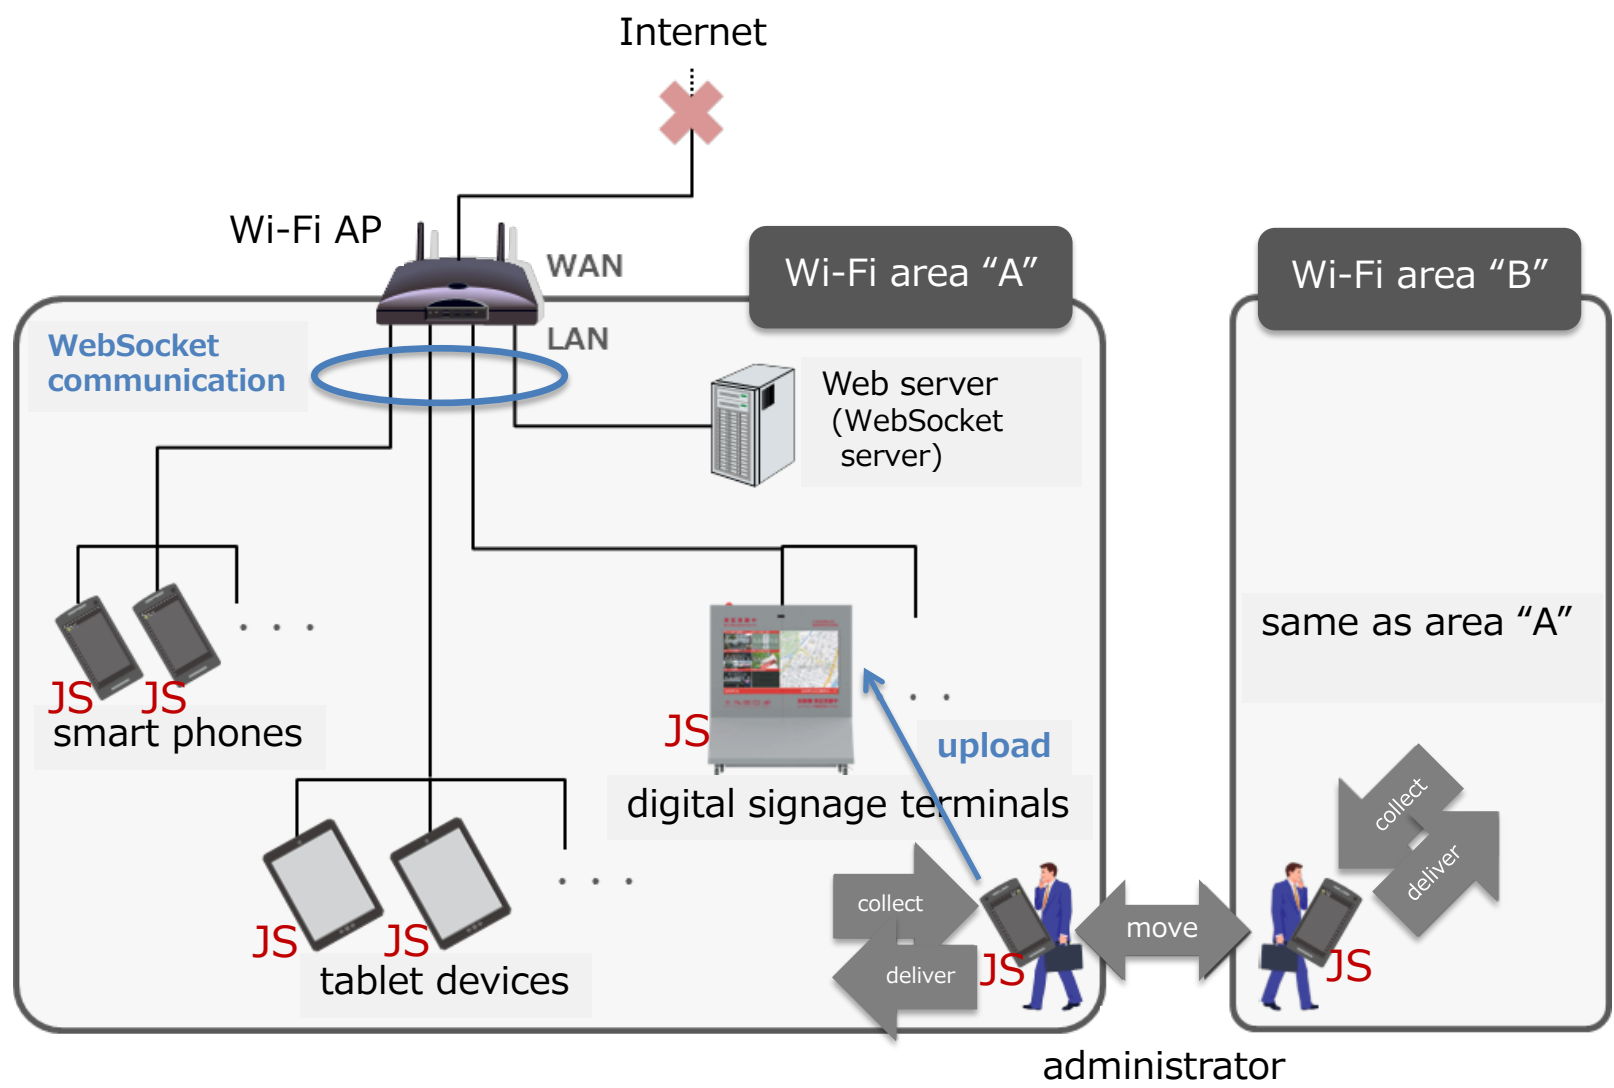 Internet
Wi-Fi AP
WAN
LAN
Wi-Fi area “A”
Wi-Fi area “B”
WebSocket
communication
Web server
(WebSocket
server)
JS
JS
smart phones
JS
digital signage terminals
upload
same as area “A”
JS
JS
tablet devices
collect
deliver
JS
move
collect
deliver
JS
administrator